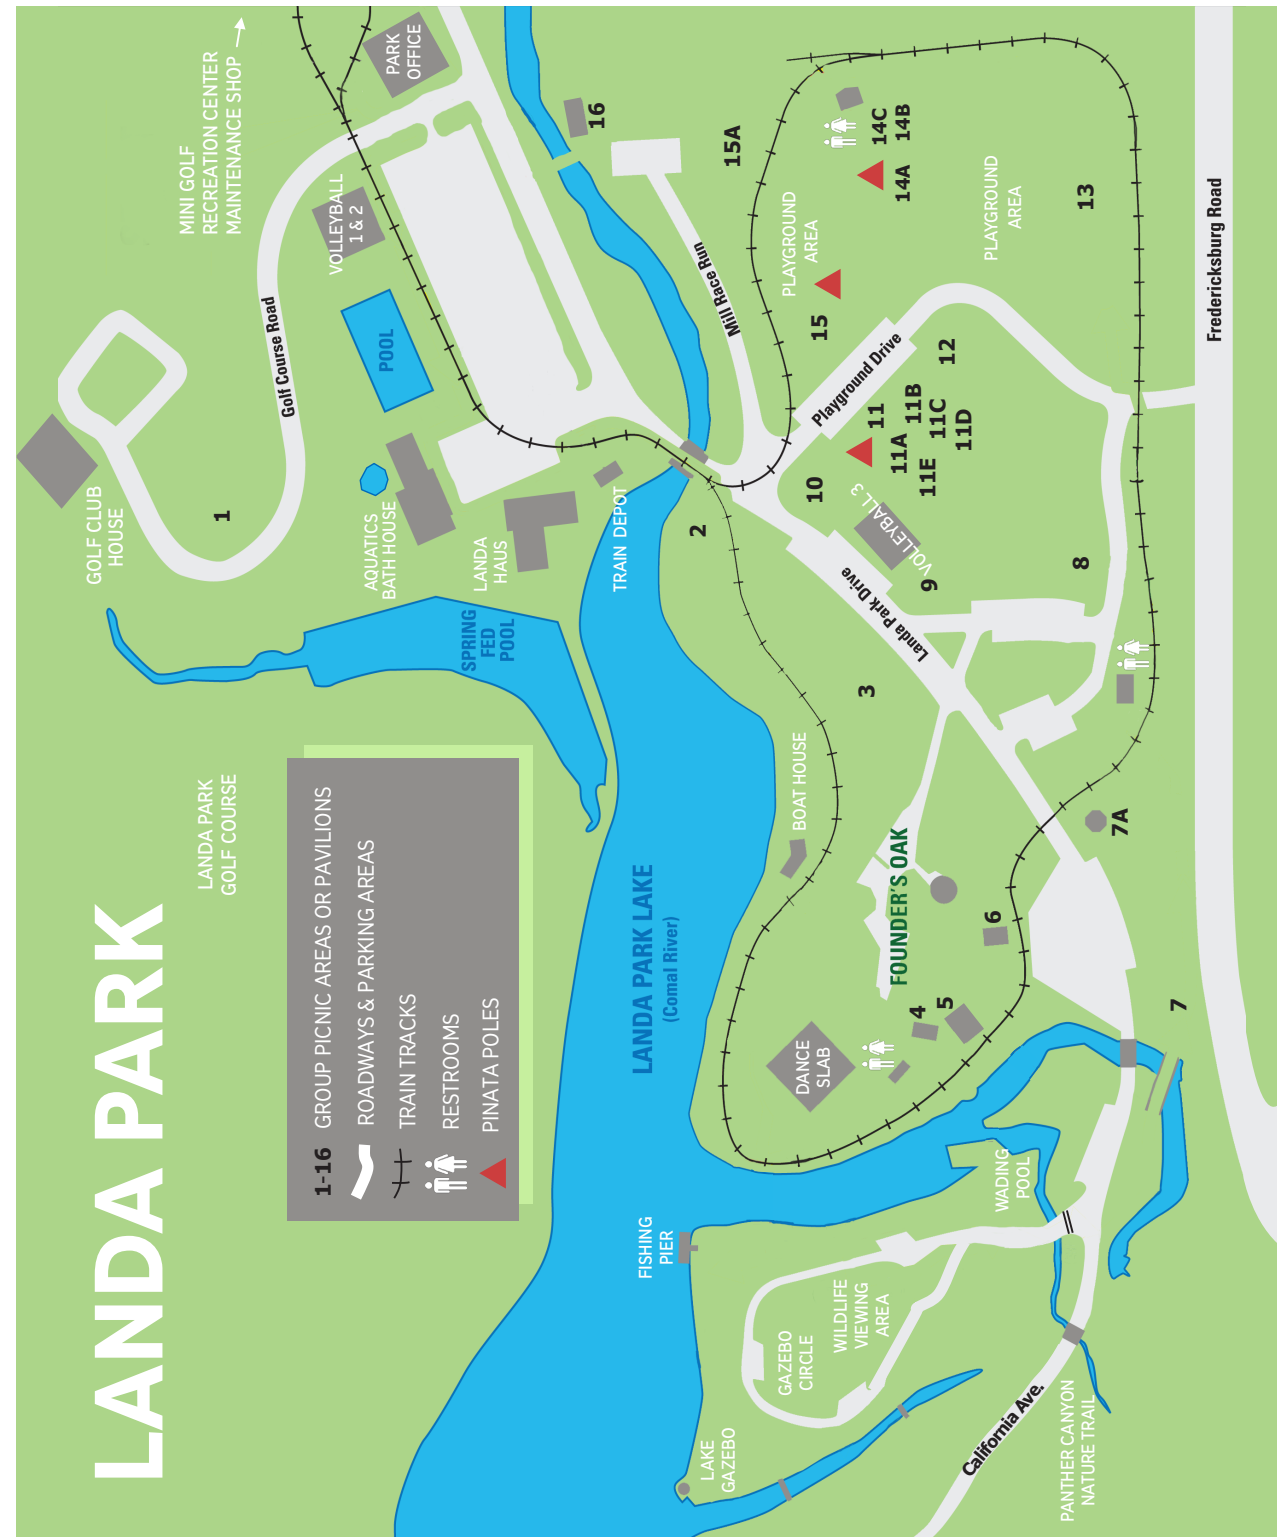 LANDA PARK
1-16 GROUP PICNIC AREAS OR PAVILIONS
ROADWAYS & PARKING AREAS
TRAIN TRACKS
RESTROOMS
PINATA POLES
LANDA PARK
GOLF COURSE
GOLF CLUB
HOUSE
1
MINI GOLF
RECREATION CENTER
MAINTENANCE SHOP
Golf Course Road
VOLLEYBALL
1 & 2
PARK
OFFICE
POOL
AQUATICS
BATH HOUSE
LANDA
HAUS
SPRING
FED
POOL
TRAIN DEPOT
16
2
Mill Race Run
15A
LANDA PARK LAKE
(Comal River)
FISHING
PIER
LAKE
GAZEBO
GAZEBO
CIRCLE
WILDLIFE
VIEWING
AREA
BOAT HOUSE
DANCE
SLAB
3
FOUNDER'S OAK
4
5
6
PLAYGROUND
AREA
15
14A
14C
14B
PLAYGROUND
AREA
13
Playground Drive
12
10
11
11A
11B
11C
11D
11E
VOLLEYBALL 3
9
Landa Park Drive
8
7A
7
WADING
POOL
California Ave.
PANTHER CANYON
NATURE TRAIL
Fredericksburg Road